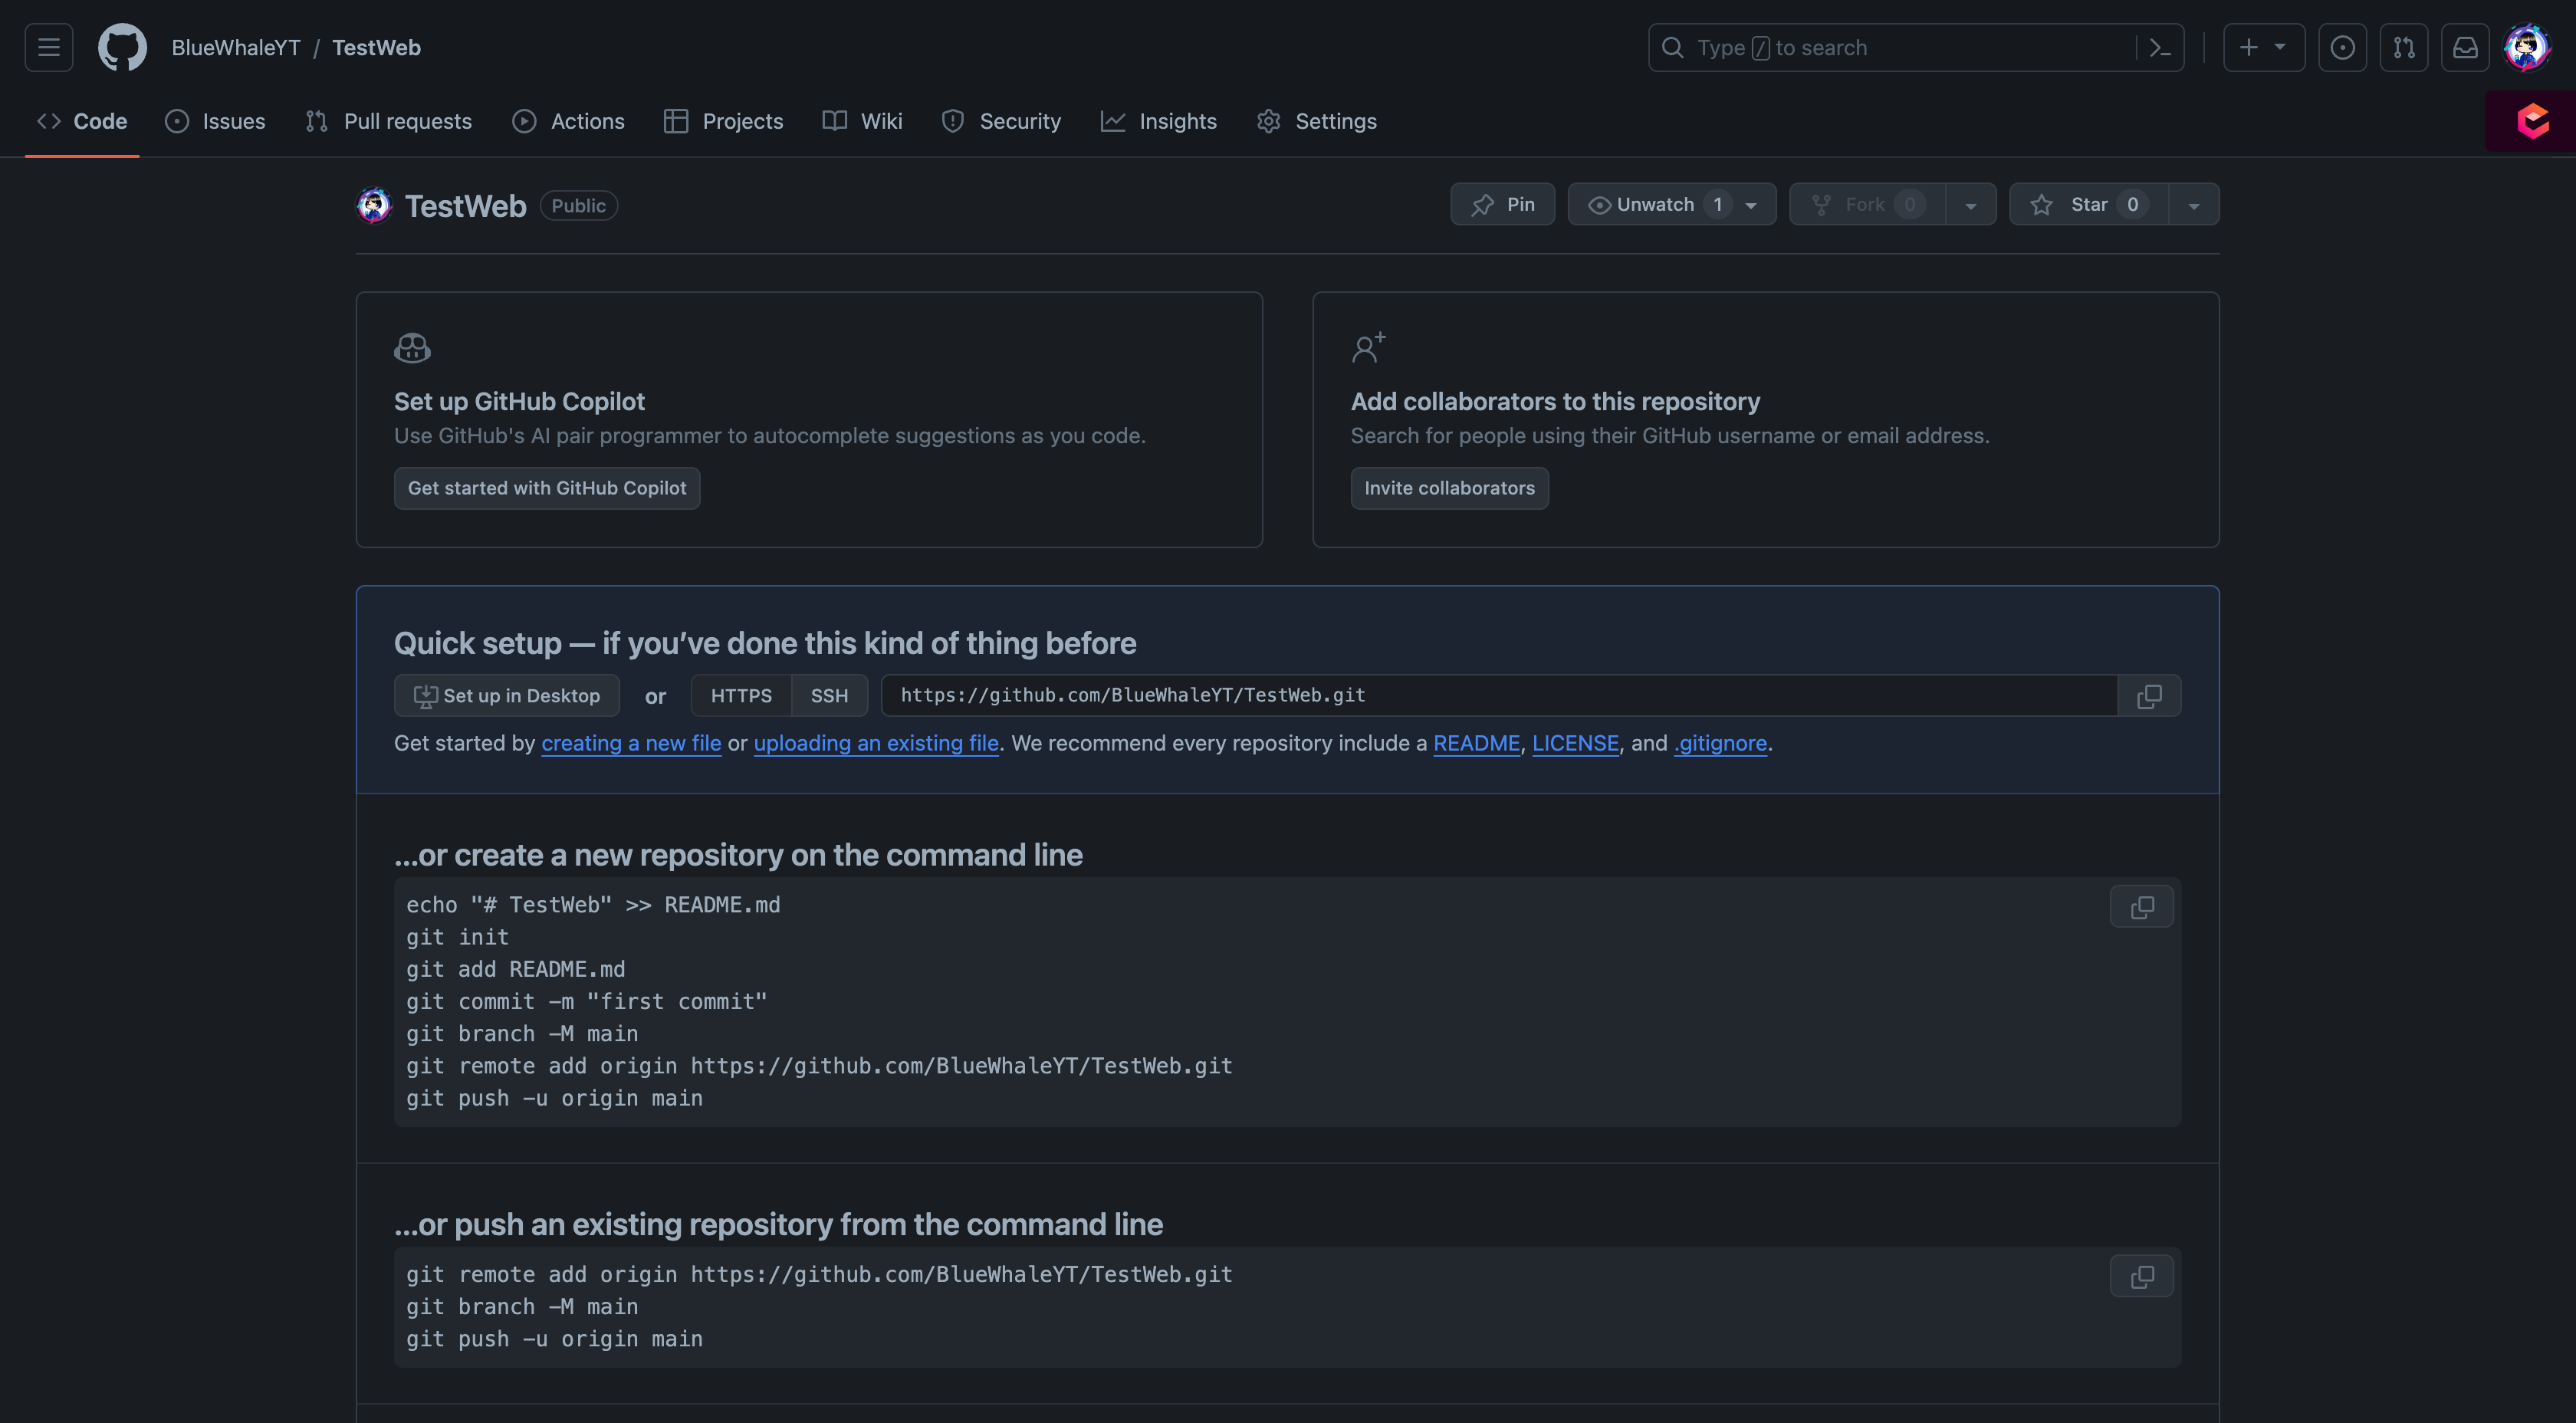 BlueWhaleYT / TestWeb
Type / to search
Code
Issues
Pull requests
Actions
Projects
Wiki
Security
Insights
Settings
TestWeb
Public
Pin
Unwatch 1
Fork 0
Star 0
Set up GitHub Copilot
Use GitHub's AI pair programmer to autocomplete suggestions as you code.
Get started with GitHub Copilot
Add collaborators to this repository
Search for people using their GitHub username or email address.
Invite collaborators
Quick setup — if you’ve done this kind of thing before
Set up in Desktop or HTTPS SSH https://github.com/BlueWhaleYT/TestWeb.git
Get started by creating a new file or uploading an existing file. We recommend every repository include a README, LICENSE, and .gitignore.
…or create a new repository on the command line
echo "# TestWeb" >> README.md
git init
git add README.md
git commit -m "first commit"
git branch -M main
git remote add origin https://github.com/BlueWhaleYT/TestWeb.git
git push -u origin main
…or push an existing repository from the command line
git remote add origin https://github.com/BlueWhaleYT/TestWeb.git
git branch -M main
git push -u origin main